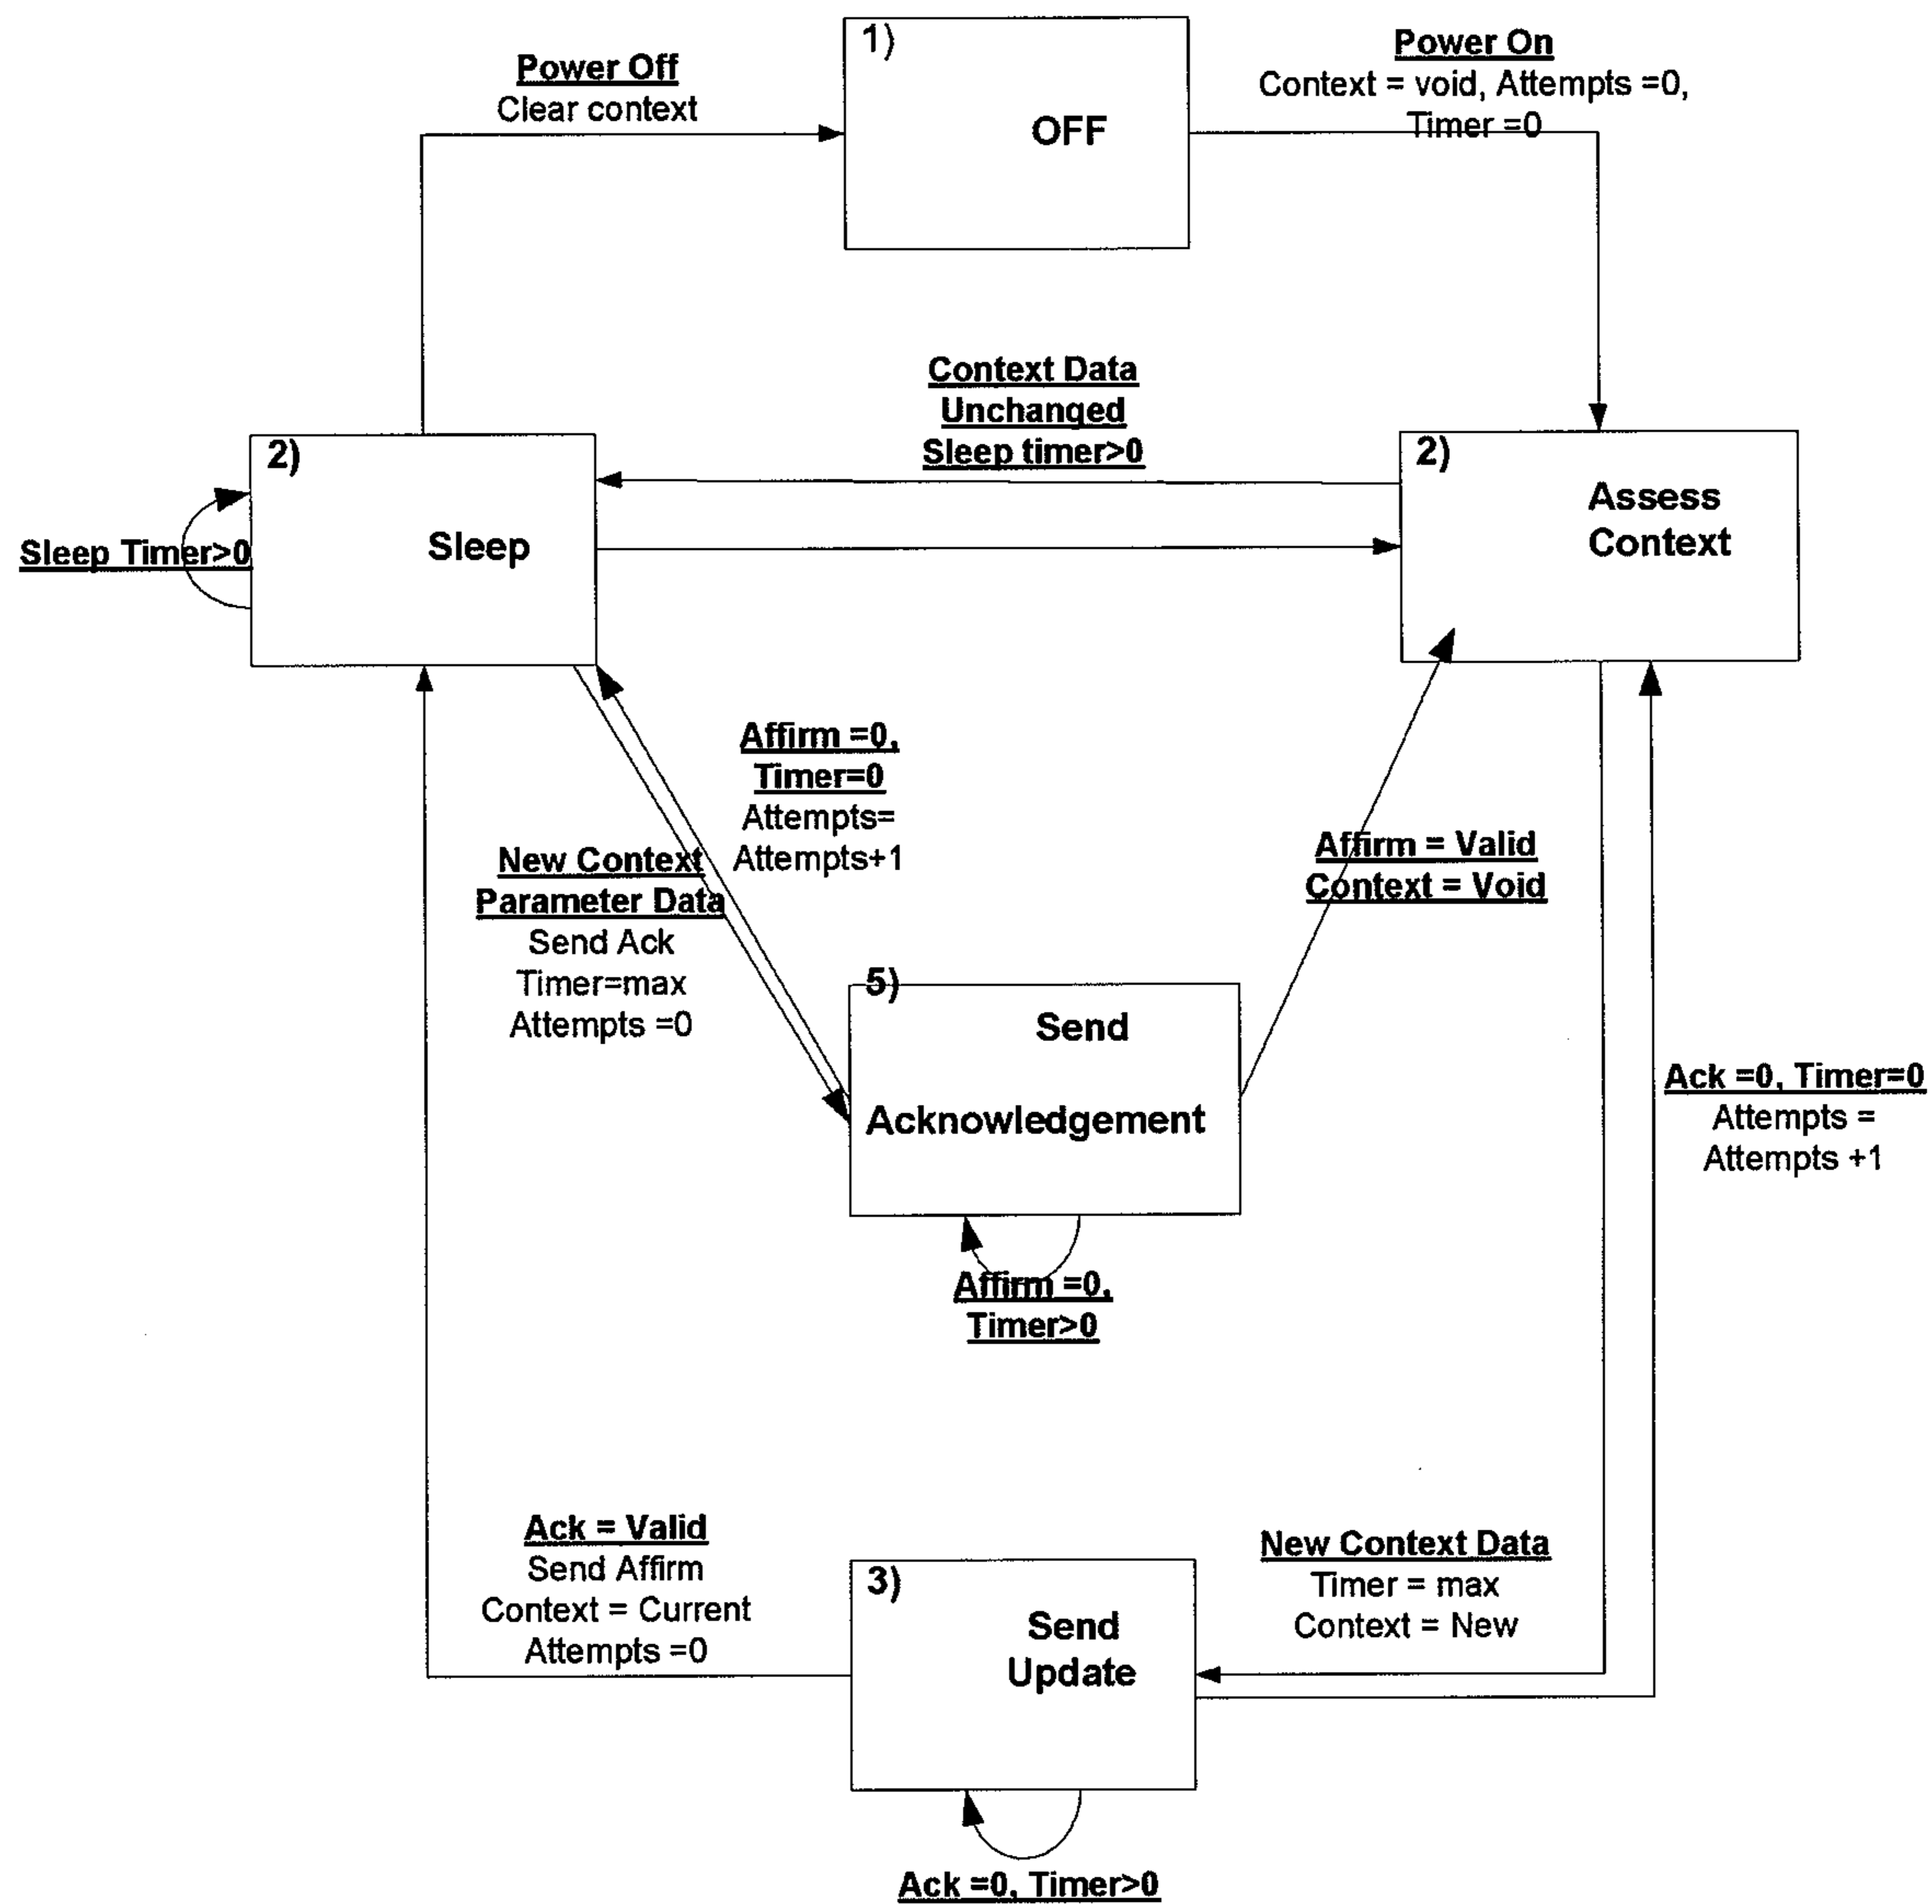 1)
OFF
Power Off
Clear context
Power On
Context = void, Attempts =0,
Timer =0
Context Data
Unchanged
Sleep timer>0
2)
Sleep
Sleep Timer>0
2)
Assess
Context
Affirm =0,
Timer=0
Attempts=
Attempts+1
New Context
Parameter Data
Send Ack
Timer=max
Attempts =0
Affirm = Valid
Context = Void
5)
Send
Acknowledgement
Affirm =0,
Timer>0
Ack =0, Timer=0
Attempts =
Attempts +1
Ack = Valid
Send Affirm
Context = Current
Attempts =0
New Context Data
Timer = max
Context = New
3)
Send
Update
Ack =0, Timer>0